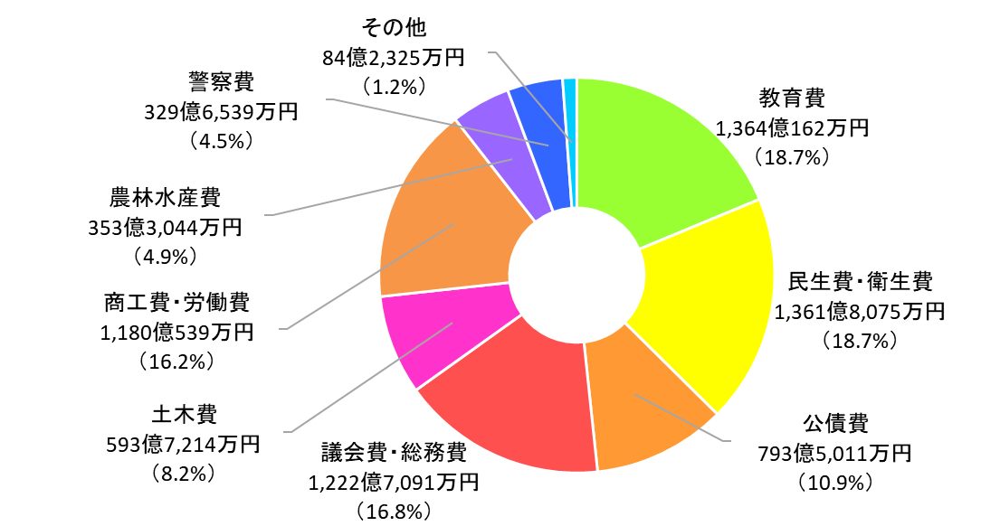 その他
84億2,325万円
（1.2%）
警察費
329億6,539万円
（4.5%）
農林水産費
353億3,044万円
（4.9%）
商工費・労働費
1,180億539万円
（16.2%）
土木費
593億7,214万円
（8.2%）
議会費・総務費
1,222億7,091万円
（16.8%）
教育費
1,364億162万円
（18.7%）
民生費・衛生費
1,361億8,075万円
（18.7%）
公債費
793億5,011万円
（10.9%）